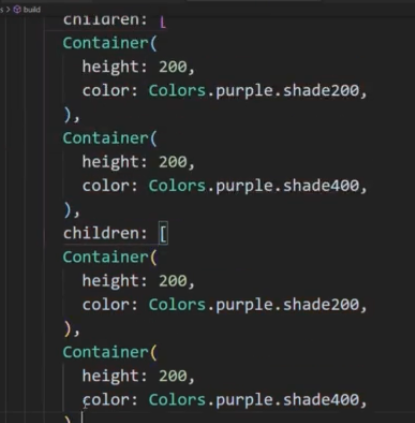 s > build
children: [
Container(
height: 200,
color: Colors.purple.shade200,
),
Container(
height: 200,
color: Colors.purple.shade400,
),
children: [
Container(
height: 200,
color: Colors.purple.shade200,
),
Container(
height: 200,
color: Colors.purple.shade400,
)